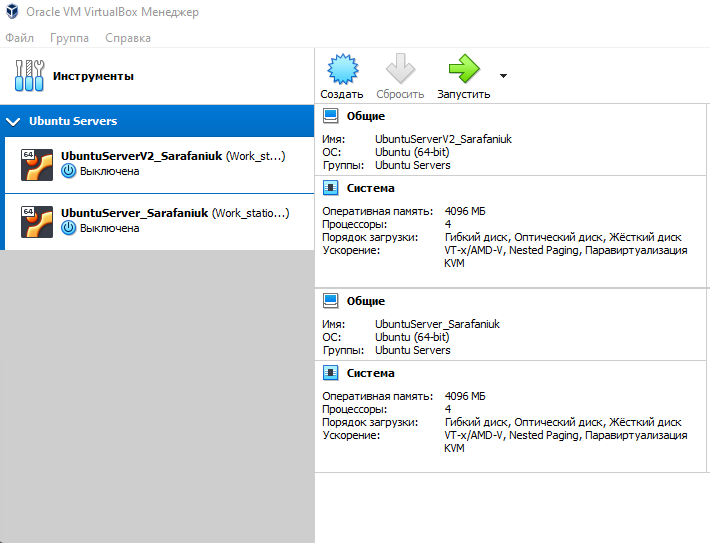 Oracle VM VirtualBox Менеджер
Файл Группа Справка
Инструменты
Создать Сбросить Запустить
Ubuntu Servers
64
UbuntuServerV2_Sarafaniuk (Work_st...)
Выключена
64
UbuntuServer_Sarafaniuk (Work_statio...)
Выключена
Общие
Имя: UbuntuServerV2_Sarafaniuk
ОС: Ubuntu (64-bit)
Группы: Ubuntu Servers
Система
Оперативная память: 4096 МБ
Процессоры: 4
Порядок загрузки: Гибкий диск, Оптический диск, Жёсткий диск
Ускорение: VT-x/AMD-V, Nested Paging, Паравиртуализация
KVM
Общие
Имя: UbuntuServer_Sarafaniuk
ОС: Ubuntu (64-bit)
Группы: Ubuntu Servers
Система
Оперативная память: 4096 МБ
Процессоры: 4
Порядок загрузки: Гибкий диск, Оптический диск, Жёсткий диск
Ускорение: VT-x/AMD-V, Nested Paging, Паравиртуализация
KVM